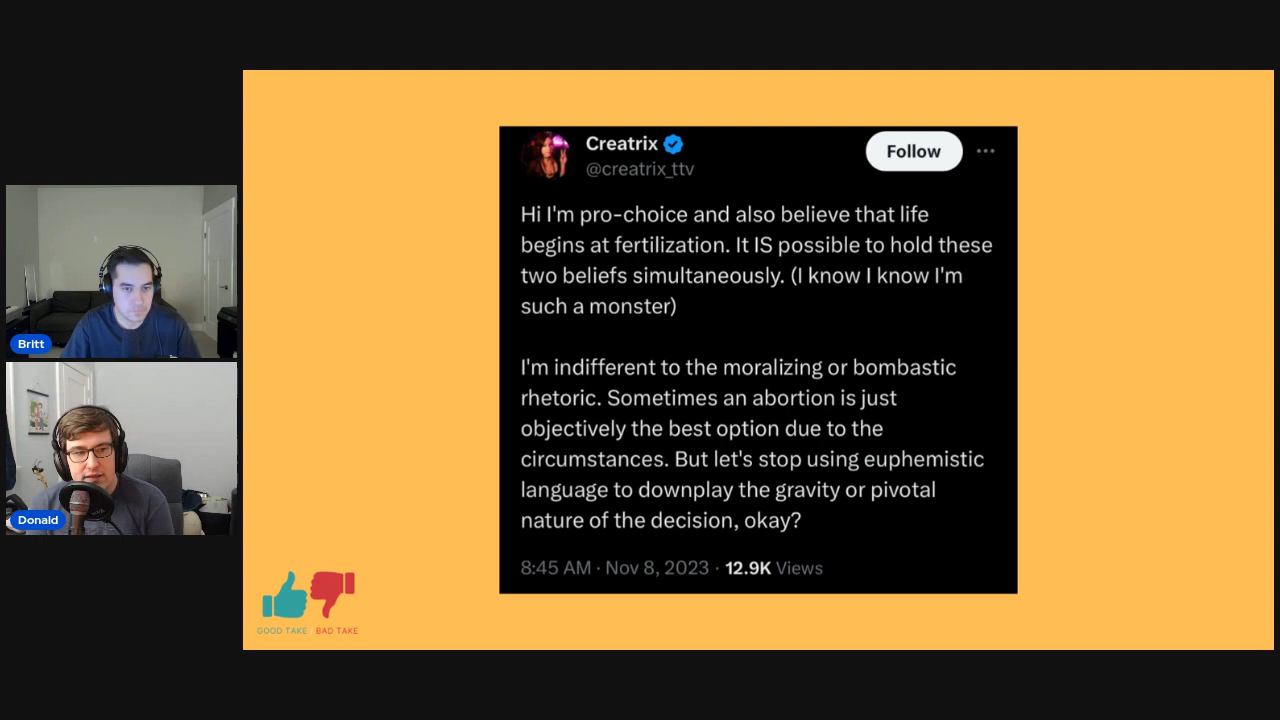 Creatrix
@creatrix_ttv
Follow
Hi I'm pro-choice and also believe that life
begins at fertilization. It IS possible to hold these
two beliefs simultaneously. (I know I know I'm
such a monster)
I'm indifferent to the moralizing or bombastic
rhetoric. Sometimes an abortion is just
objectively the best option due to the
circumstances. But let's stop using euphemistic
language to downplay the gravity or pivotal
nature of the decision, okay?
8:45 AM · Nov 8, 2023 · 12.9K Views
Britt
Donald
GOOD TAKE / BAD TAKE